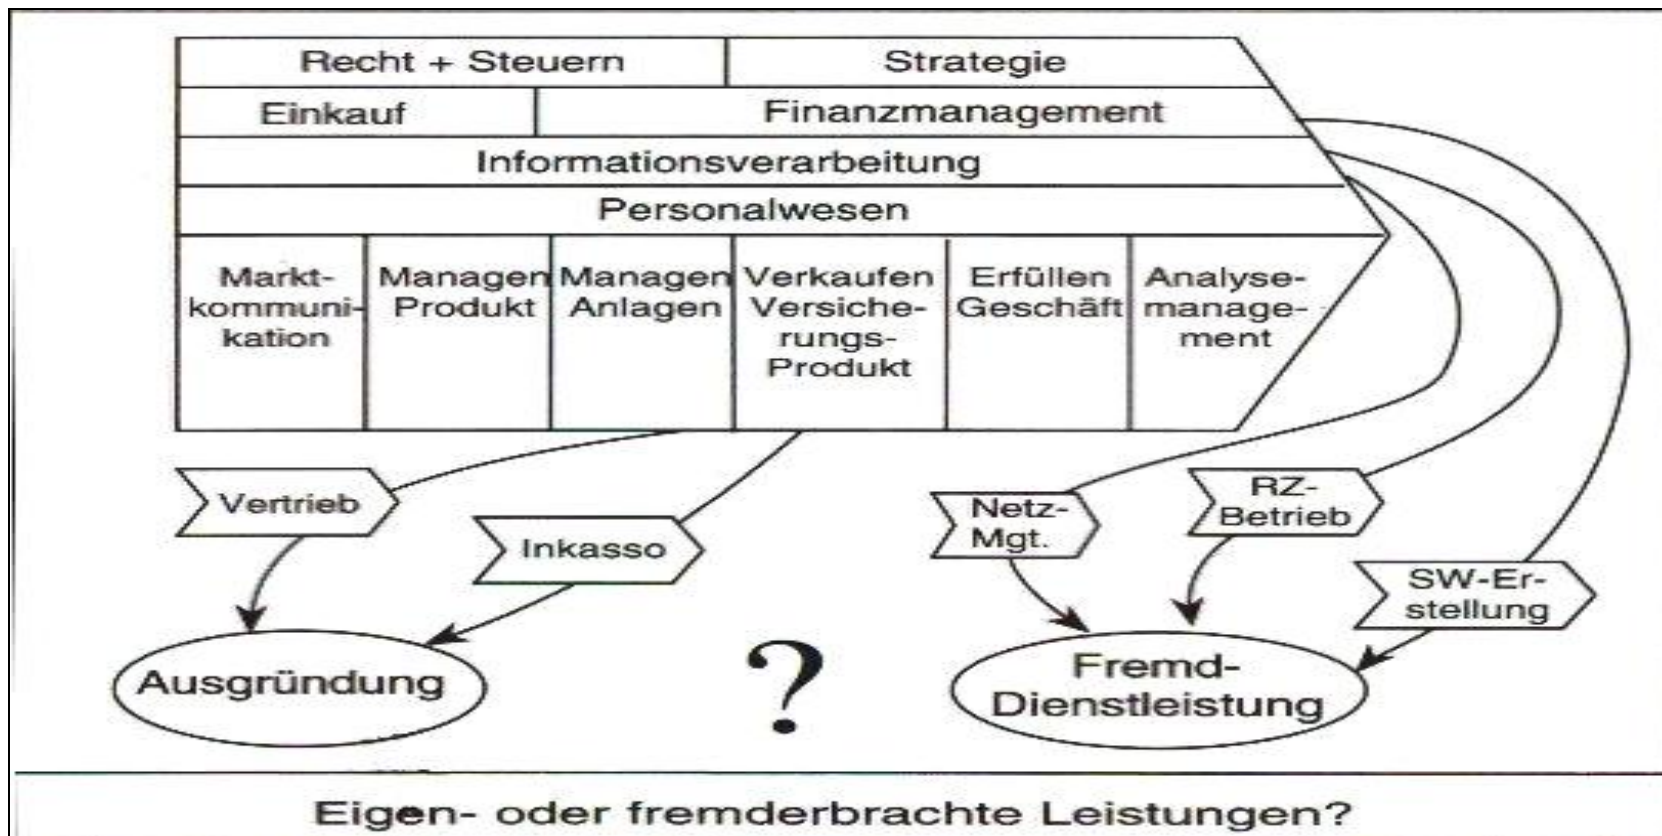 Recht + Steuern
Strategie
Einkauf
Finanzmanagement
Informationsverarbeitung
Personalwesen
Markt-
kommuni-
kation
Managen
Produkt
Managen
Anlagen
Verkaufen
Versiche-
rungs-
Produkt
Erfüllen
Geschäft
Analyse-
manage-
ment
Vertrieb
Inkasso
Netz-
Mgt.
RZ-
Betrieb
SW-Er-
stellung
Ausgründung
?
Fremd-
Dienstleistung
Eigen- oder fremderbrachte Leistungen?